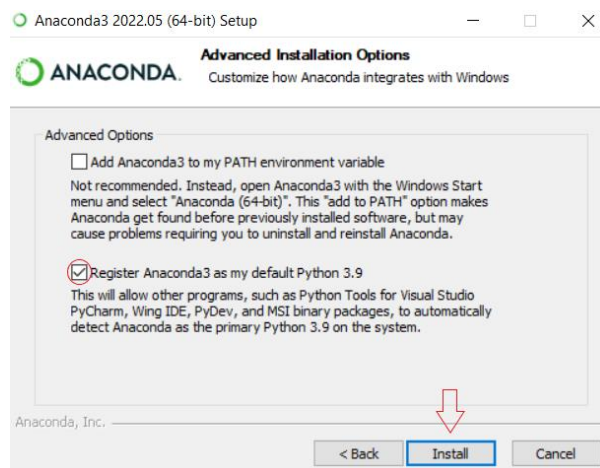 Anaconda3 2022.05 (64-bit) Setup
ANACONDA.
Advanced Installation Options
Customize how Anaconda integrates with Windows
Advanced Options
Add Anaconda3 to my PATH environment variable
Not recommended. Instead, open Anaconda3 with the Windows Start
menu and select "Anaconda (64-bit)". This "add to PATH" option makes
Anaconda get found before previously installed software, but may
cause problems requiring you to uninstall and reinstall Anaconda.
Register Anaconda3 as my default Python 3.9
This will allow other programs, such as Python Tools for Visual Studio
PyCharm, Wing IDE, PyDev, and MSI binary packages, to automatically
detect Anaconda as the primary Python 3.9 on the system.
Anaconda, Inc.
< Back
Install
Cancel